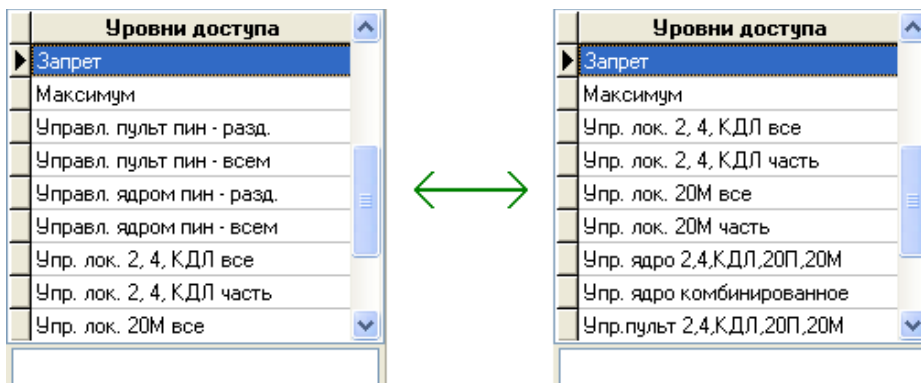 Уровни доступа
Запрет
Максимум
Управл. пульт пин - разд.
Управл. пульт пин - всем
Управл. ядром пин - разд.
Управл. ядром пин - всем
Упр. лок. 2, 4, КДЛ все
Упр. лок. 2, 4, КДЛ часть
Упр. лок. 20М все
Уровни доступа
Запрет
Максимум
Упр. лок. 2, 4, КДЛ все
Упр. лок. 2, 4, КДЛ часть
Упр. лок. 20М все
Упр. лок. 20М часть
Упр. ядро 2,4,КДЛ,20П,20М
Упр. ядро комбинированное
Упр.пульт 2,4,КДЛ,20П,20М